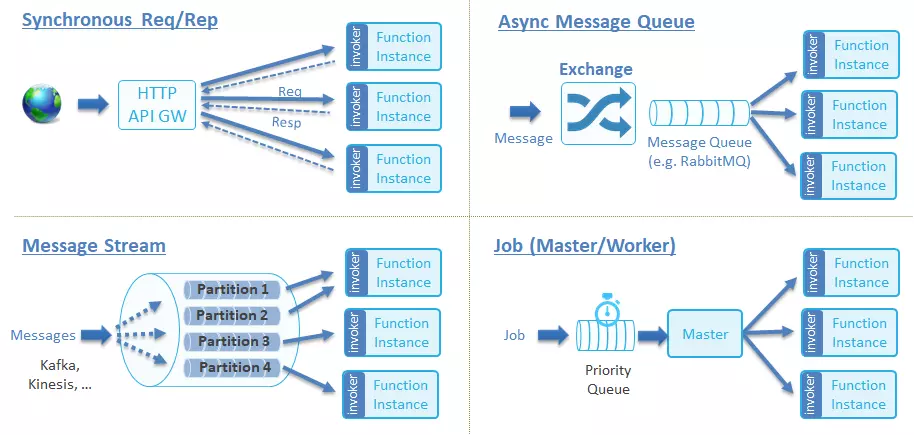 Synchronous Req/Rep
HTTP
API GW
Req
Resp
invoker
Function
Instance
invoker
Function
Instance
invoker
Function
Instance
Async Message Queue
Message
Exchange
Message Queue
(e.g. RabbitMQ)
invoker
Function
Instance
invoker
Function
Instance
invoker
Function
Instance
Message Stream
Messages
Kafka,
Kinesis, ...
Partition 1
Partition 2
Partition 3
Partition 4
invoker
Function
Instance
invoker
Function
Instance
invoker
Function
Instance
Job (Master/Worker)
Job
Priority
Queue
Master
invoker
Function
Instance
invoker
Function
Instance
invoker
Function
Instance